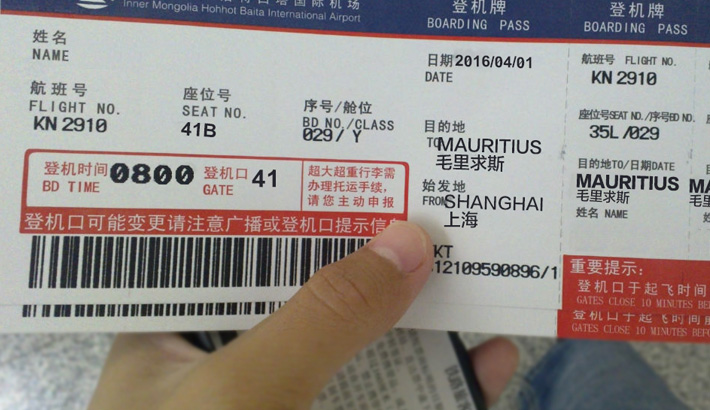 Inner Mongolia Hohhot Baita International Airport
登机牌
BOARDING PASS
登机牌
BOARDING PASS
姓名
NAME
日期2016/04/01
DATE
航班号 FLIGHT NO.
KN 2910
航班号
FLIGHT NO.
KN 2910
座位号
SEAT NO.
41B
序号/舱位
BD NO./CLASS
029/ Y
目的地
TO
MAURITIUS
毛里求斯
座位号SEAT NO./序号BD NO.
35L /029
登机时间
BD TIME
0800
登机口
GATE
41
超大超重行李需
办理托运手续,
请您主动申报
始发地
FROM
SHANGHAI
上海
目的地TO/日期DATE
MAURITIUS
毛里求斯
姓名 NAME
登机口可能变更请注意广播或登机口提示信
KT
12109590896/1
重要提示:
登机口于起飞时间
GATES CLOSE 10 MINUTES
登机口于起飞时间
GATES CLOSE 10 MINUTES